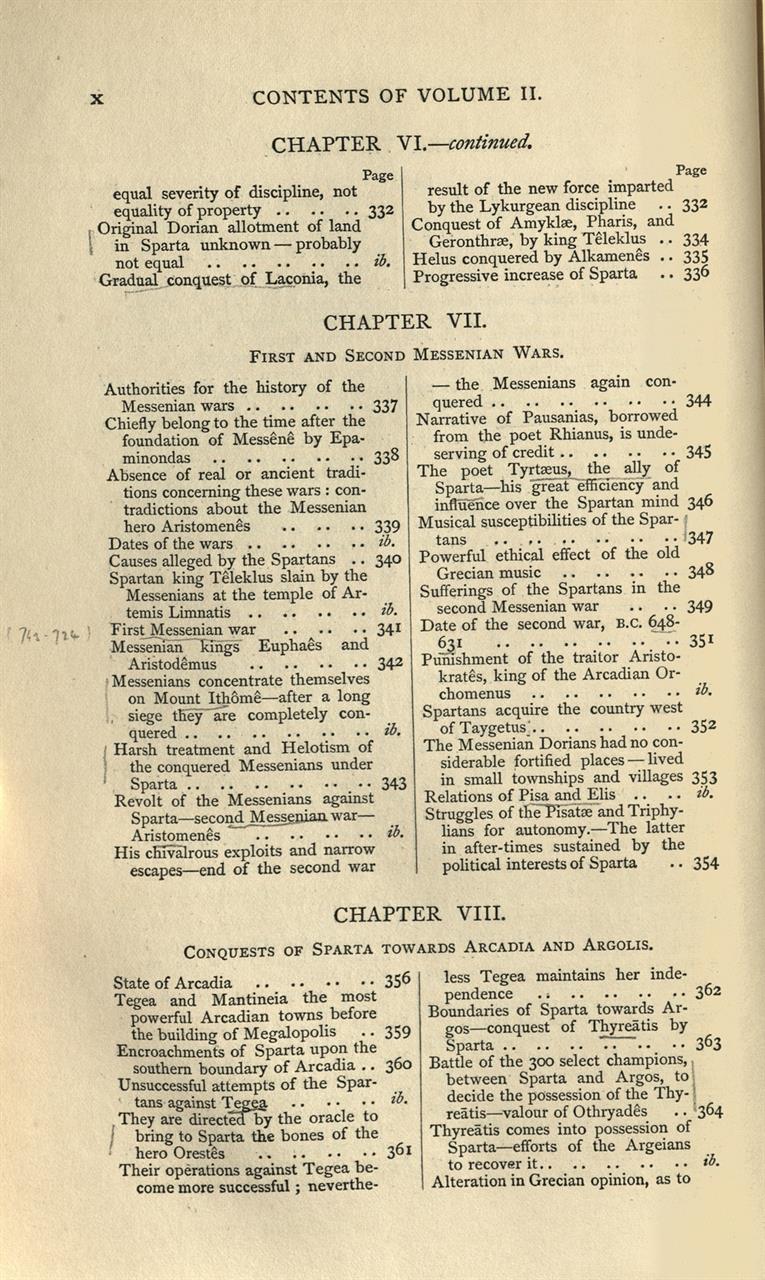 x
CONTENTS OF VOLUME II.
CHAPTER VI.—continued.
Page
equal severity of discipline, not
equality of property .. .. .. .. 332
Original Dorian allotment of land
in Sparta unknown — probably
not equal .. .. .. .. .. .. ib.
Gradual conquest of Laconia, the
Page
result of the new force imparted
by the Lykurgean discipline .. 332
Conquest of Amyklæ, Pharis, and
Geronthræ, by king Têleklus .. 334
Helus conquered by Alkamenês .. 335
Progressive increase of Sparta .. 336
CHAPTER VII.
FIRST AND SECOND MESSENIAN WARS.
Authorities for the history of the
Messenian wars .. .. .. .. .. 337
Chiefly belong to the time after the
foundation of Messênê by Epa-
minondas .. .. .. .. .. .. 338
Absence of real or ancient tradi-
tions concerning these wars : con-
tradictions about the Messenian
hero Aristomenês .. .. .. .. 339
Dates of the wars .. .. .. .. .. ib.
Causes alleged by the Spartans .. 340
Spartan king Têleklus slain by the
Messenians at the temple of Ar-
temis Limnatis .. .. .. .. .. ib.
First Messenian war .. .. .. .. 341
Messenian kings Euphaês and
Aristodêmus .. .. .. .. .. 342
Messenians concentrate themselves
on Mount Ithômê—after a long
siege they are completely con-
quered .. .. .. .. .. .. .. ib.
Harsh treatment and Helotism of
the conquered Messenians under
Sparta .. .. .. .. .. .. .. 343
Revolt of the Messenians against
Sparta—second Messenian war—
Aristomenês .. .. .. .. .. ib.
His chivalrous exploits and narrow
escapes—end of the second war
— the Messenians again con-
quered .. .. .. .. .. .. .. 344
Narrative of Pausanias, borrowed
from the poet Rhianus, is unde-
serving of credit .. .. .. .. .. 345
The poet Tyrtæus, the ally of
Sparta—his great efficiency and
influence over the Spartan mind 346
Musical susceptibilities of the Spar-
tans .. .. .. .. .. .. .. 347
Powerful ethical effect of the old
Grecian music .. .. .. .. .. 348
Sufferings of the Spartans in the
second Messenian war .. .. .. 349
Date of the second war, B.C. 648-
631 .. .. .. .. .. .. .. .. 351
Punishment of the traitor Aristo-
kratês, king of the Arcadian Or-
chomenus .. .. .. .. .. .. ib.
Spartans acquire the country west
of Taygetus .. .. .. .. .. .. 352
The Messenian Dorians had no con-
siderable fortified places — lived
in small townships and villages 353
Relations of Pisa and Elis .. .. .. ib.
Struggles of the Pisatæ and Triphy-
lians for autonomy.—The latter
in after-times sustained by the
political interests of Sparta .. 354
CHAPTER VIII.
CONQUESTS OF SPARTA TOWARDS ARCADIA AND ARGOLIS.
State of Arcadia .. .. .. .. .. 356
Tegea and Mantineia the most
powerful Arcadian towns before
the building of Megalopolis .. 359
Encroachments of Sparta upon the
southern boundary of Arcadia .. 360
Unsuccessful attempts of the Spar-
tans against Tegea .. .. .. .. ib.
They are directed by the oracle to
bring to Sparta the bones of the
hero Orestês .. .. .. .. .. 361
Their operations against Tegea be-
come more successful ; neverthe-
less Tegea maintains her inde-
pendence .. .. .. .. .. .. 362
Boundaries of Sparta towards Ar-
gos—conquest of Thyreātis by
Sparta .. .. .. .. .. .. .. 363
Battle of the 300 select champions,
between Sparta and Argos, to
decide the possession of the Thy-
reātis—valour of Othryadês .. 364
Thyreātis comes into possession of
Sparta—efforts of the Argeians
to recover it .. .. .. .. .. .. ib.
Alteration in Grecian opinion, as to